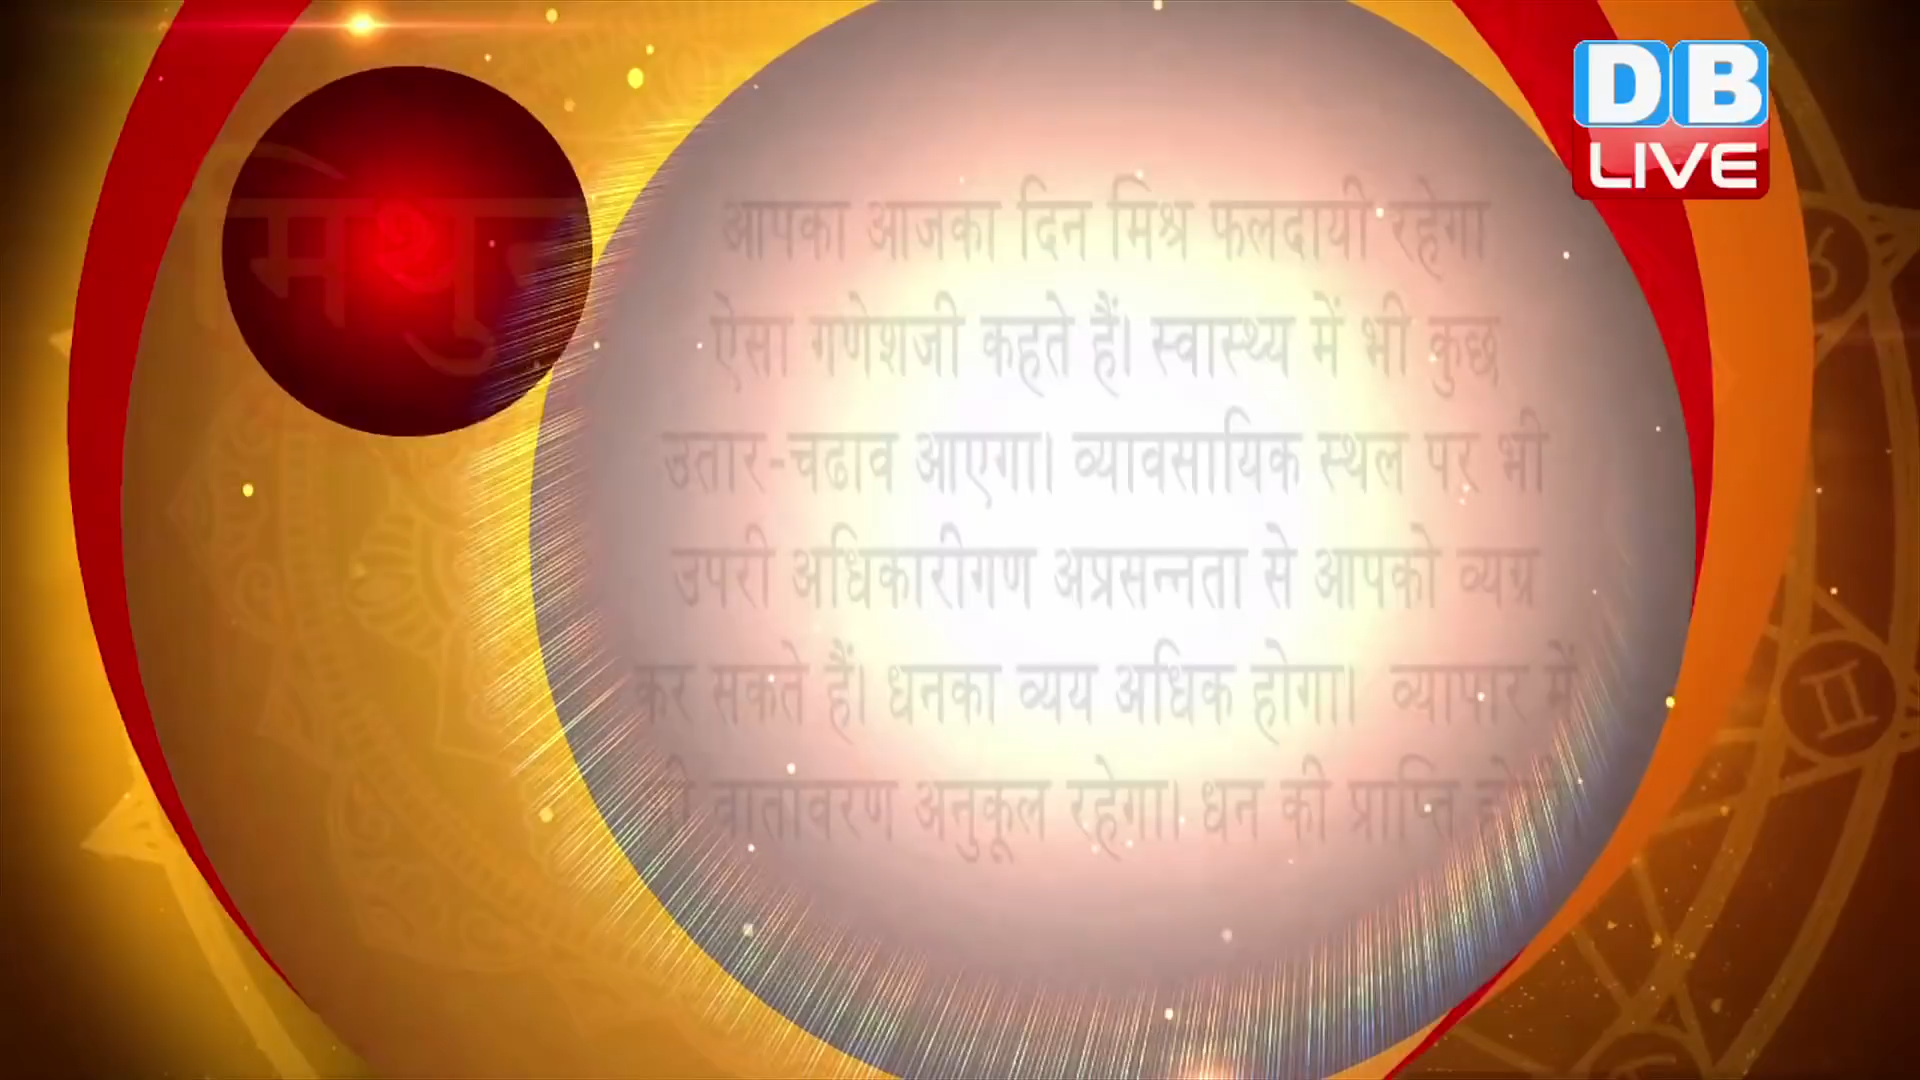 DB
LIVE
मिथुन
आपका आजका दिन मिश्र फलदायी रहेगा
ऐसा गणेशजी कहते हैं। स्वास्थ्य में भी कुछ
उतार-चढाव आएगा। व्यावसायिक स्थल पर भी
उपरी अधिकारीगण अप्रसन्नता से आपको व्यग्र
कर सकते हैं। धनका व्यय अधिक होगा। व्यापार में
वातावरण अनुकूल रहेगा। धन की प्राप्ति